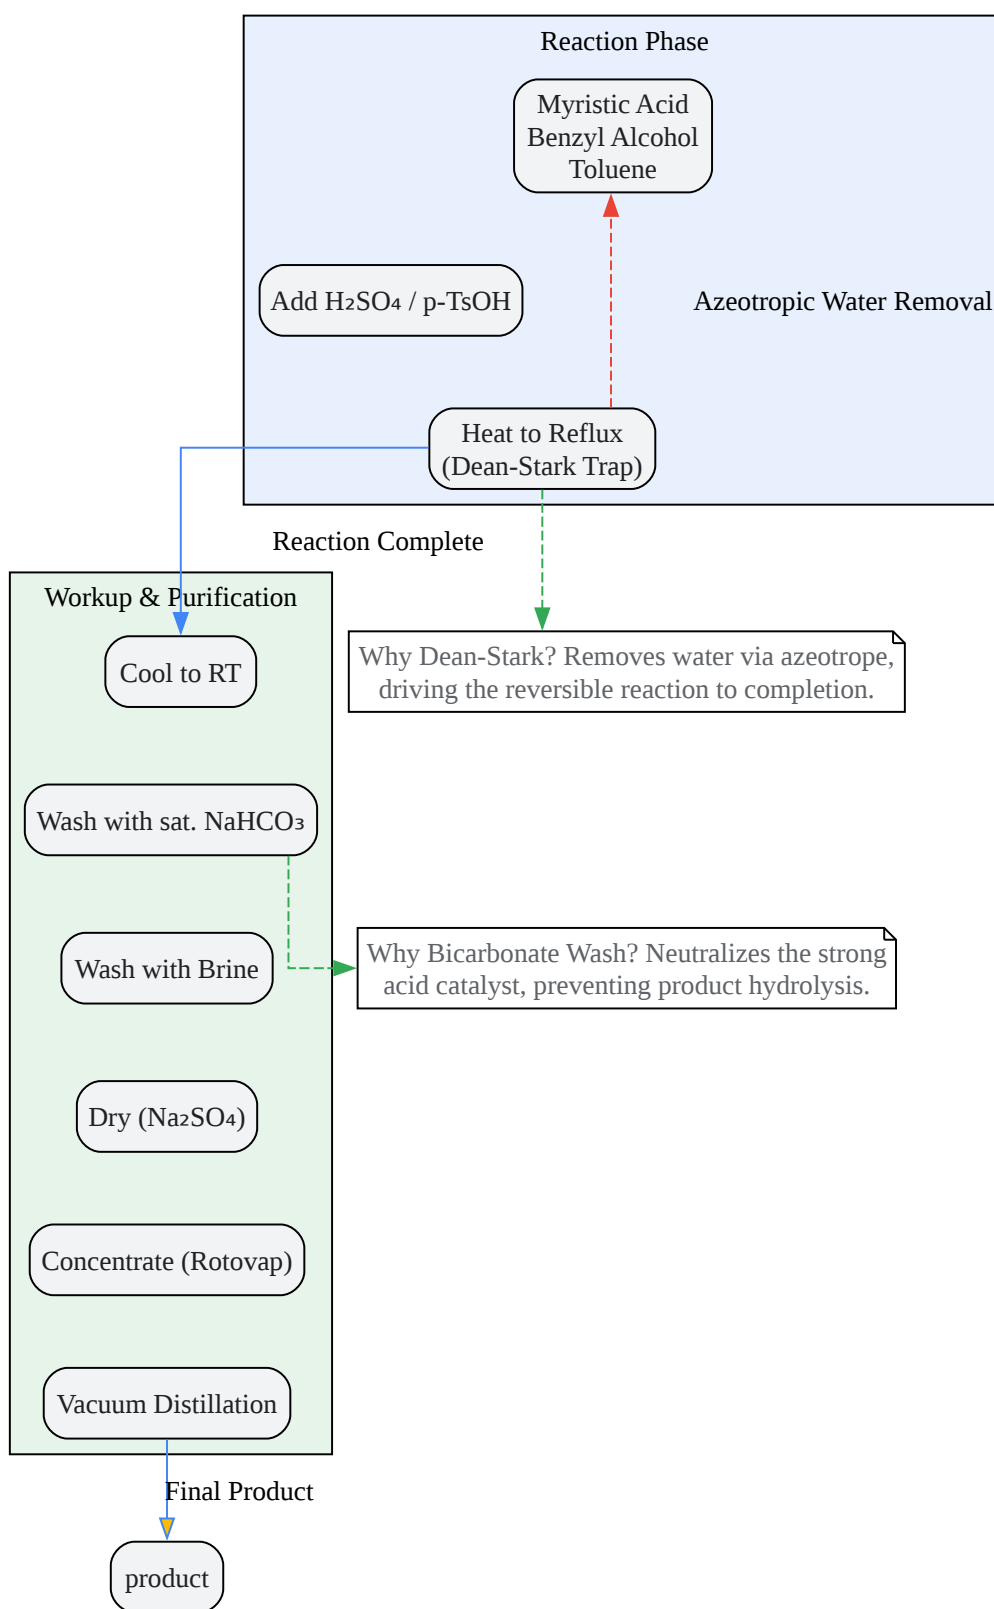 Reaction Phase
Myristic Acid
Benzyl Alcohol
Toluene
Add H₂SO₄ / p-TsOH
Azeotropic Water Removal
Heat to Reflux
(Dean-Stark Trap)
Reaction Complete
Workup & Purification
Cool to RT
Why Dean-Stark? Removes water via azeotrope,
driving the reversible reaction to completion.
Wash with sat. NaHCO₃
Wash with Brine
Why Bicarbonate Wash? Neutralizes the strong
acid catalyst, preventing product hydrolysis.
Dry (Na₂SO₄)
Concentrate (Rotovap)
Vacuum Distillation
Final Product
product